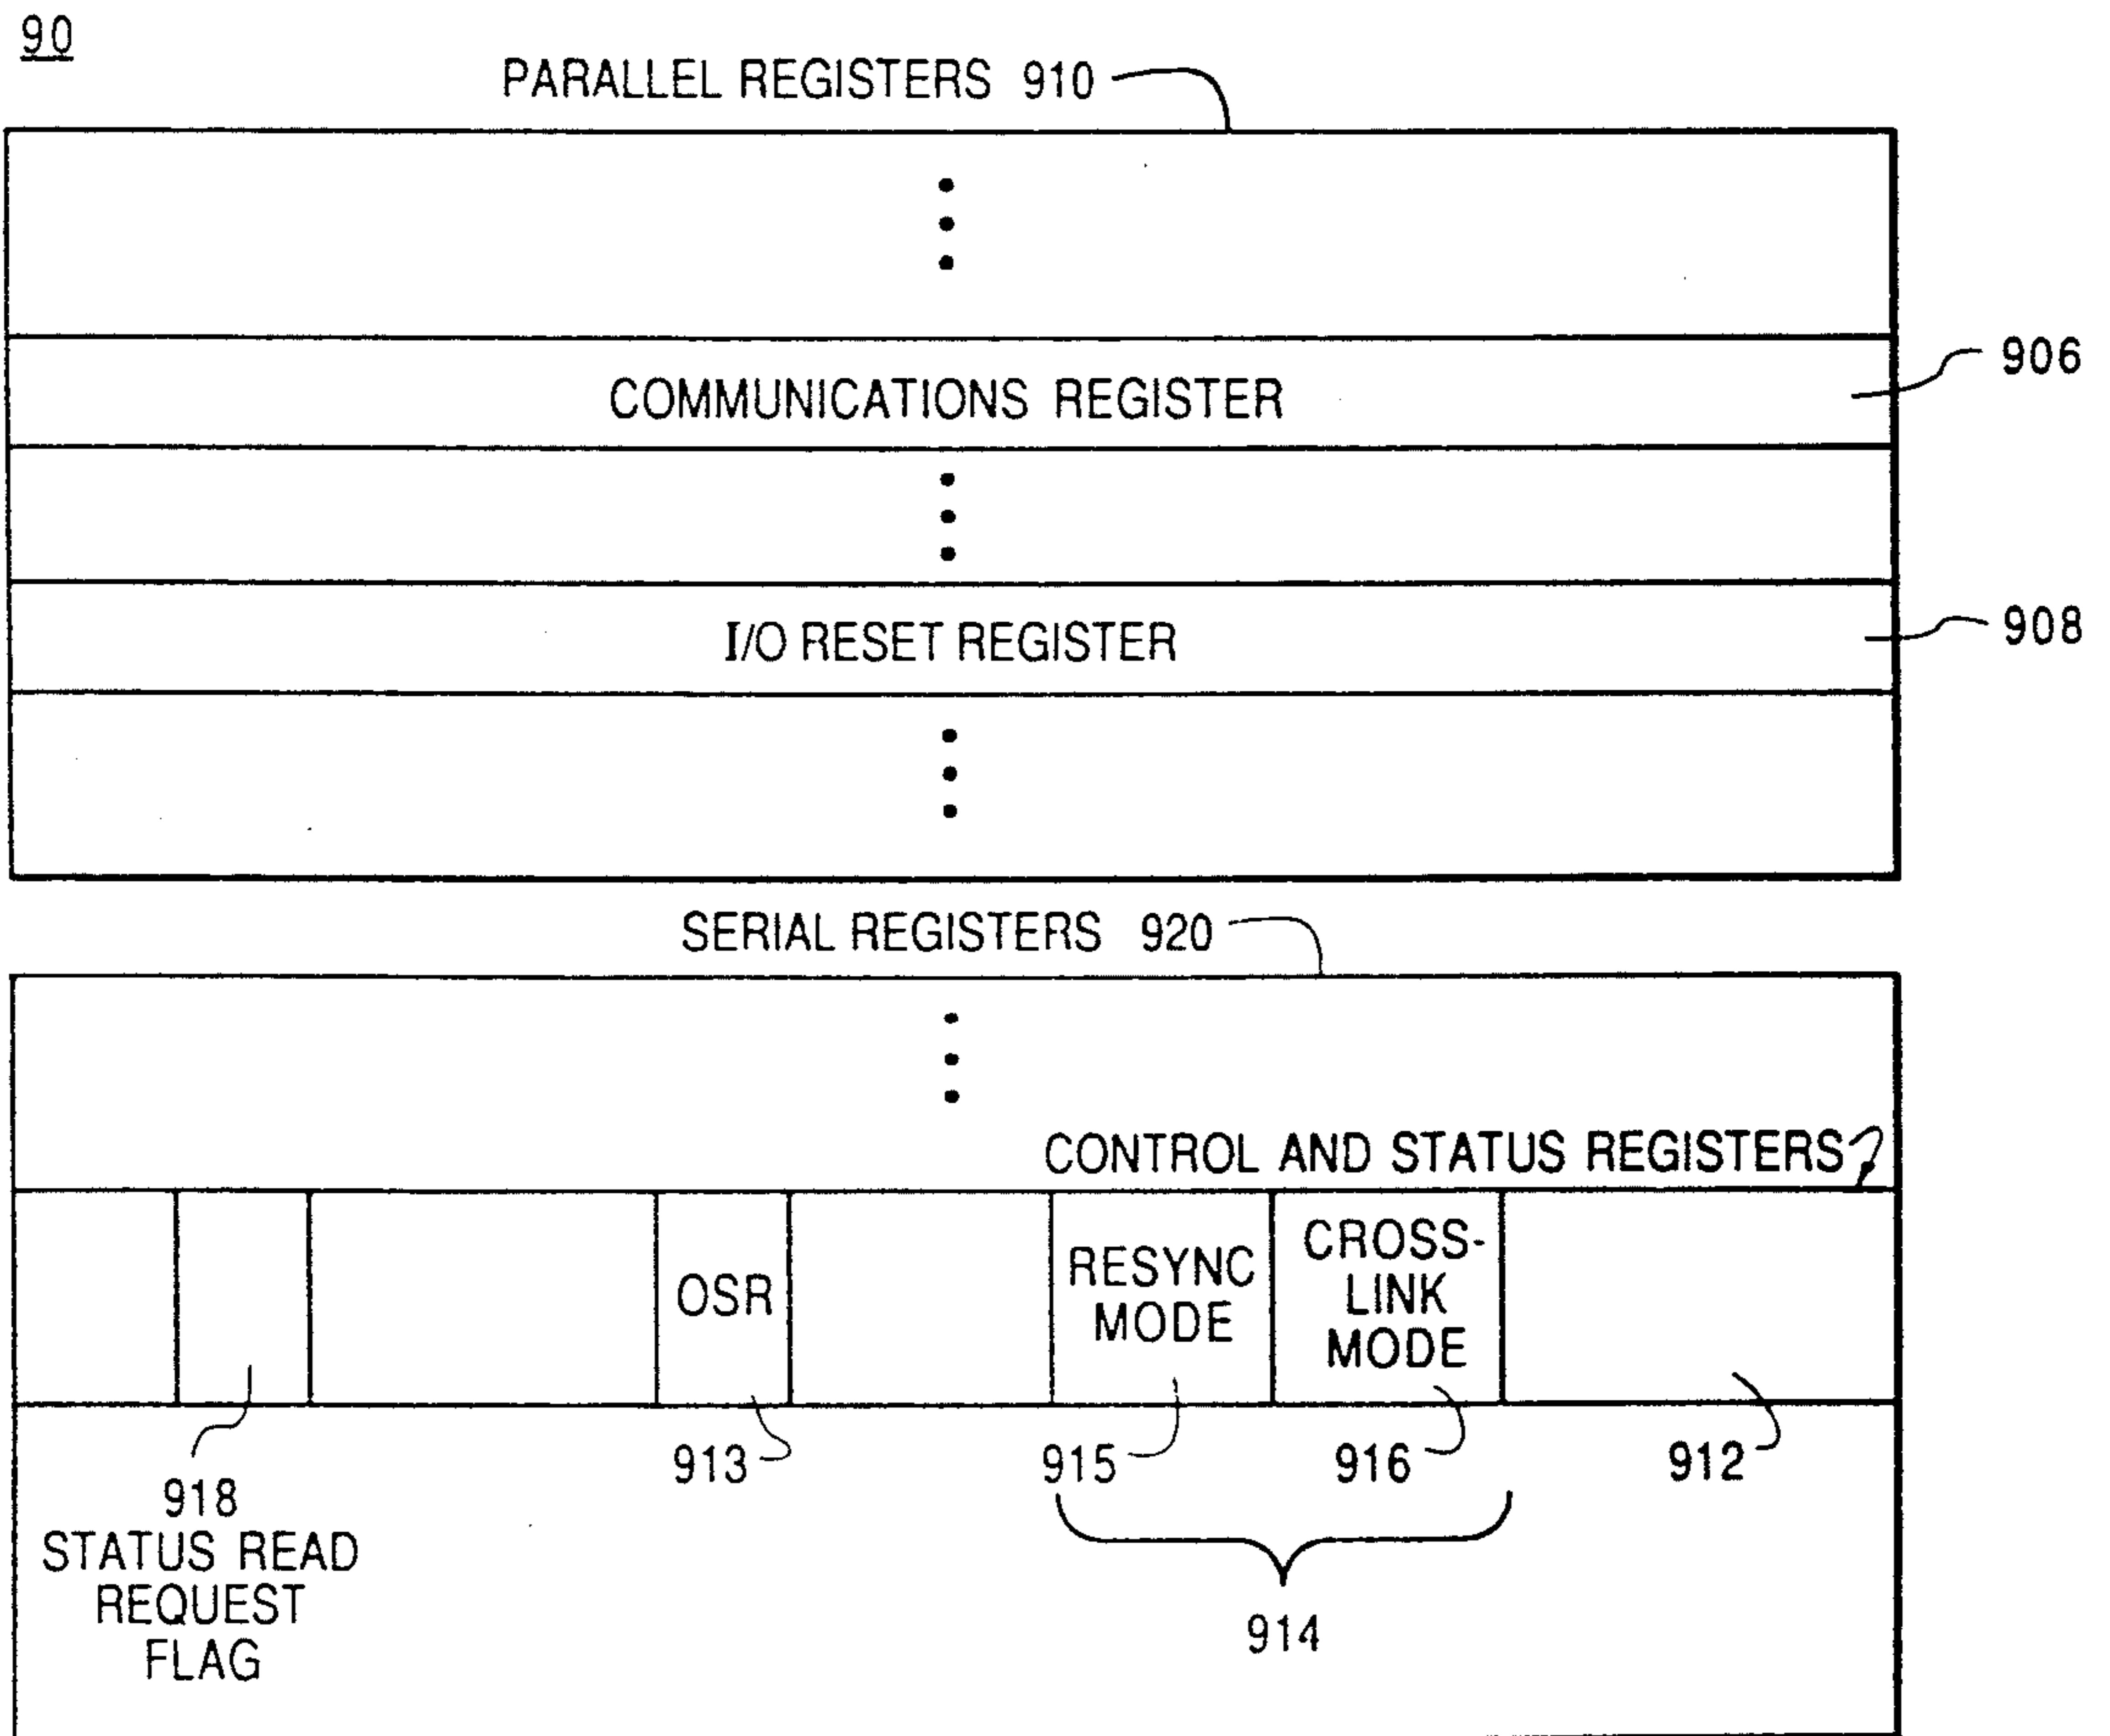 90
PARALLEL REGISTERS 910
COMMUNICATIONS REGISTER
906
I/O RESET REGISTER
908
SERIAL REGISTERS 920
CONTROL AND STATUS REGISTERS
OSR
RESYNC
MODE
CROSS-
LINK
MODE
918
STATUS READ
REQUEST
FLAG
913
915
916
912
914